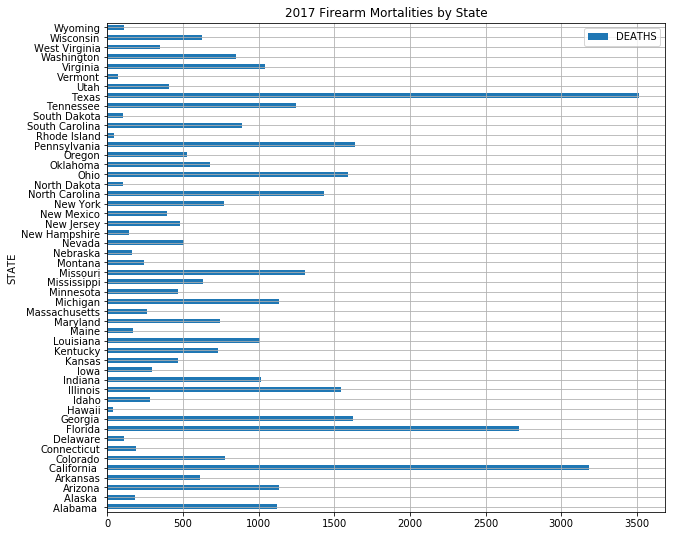 2017 Firearm Mortalities by State
DEATHS
STATE
Wyoming
Wisconsin
West Virginia
Washington
Virginia
Vermont
Utah
Texas
Tennessee
South Dakota
South Carolina
Rhode Island
Pennsylvania
Oregon
Oklahoma
Ohio
North Dakota
North Carolina
New York
New Mexico
New Jersey
New Hampshire
Nevada
Nebraska
Montana
Missouri
Mississippi
Minnesota
Michigan
Massachusetts
Maryland
Maine
Louisiana
Kentucky
Kansas
Iowa
Indiana
Illinois
Idaho
Hawaii
Georgia
Florida
Delaware
Connecticut
Colorado
California
Arkansas
Arizona
Alaska
Alabama
0 500 1000 1500 2000 2500 3000 3500